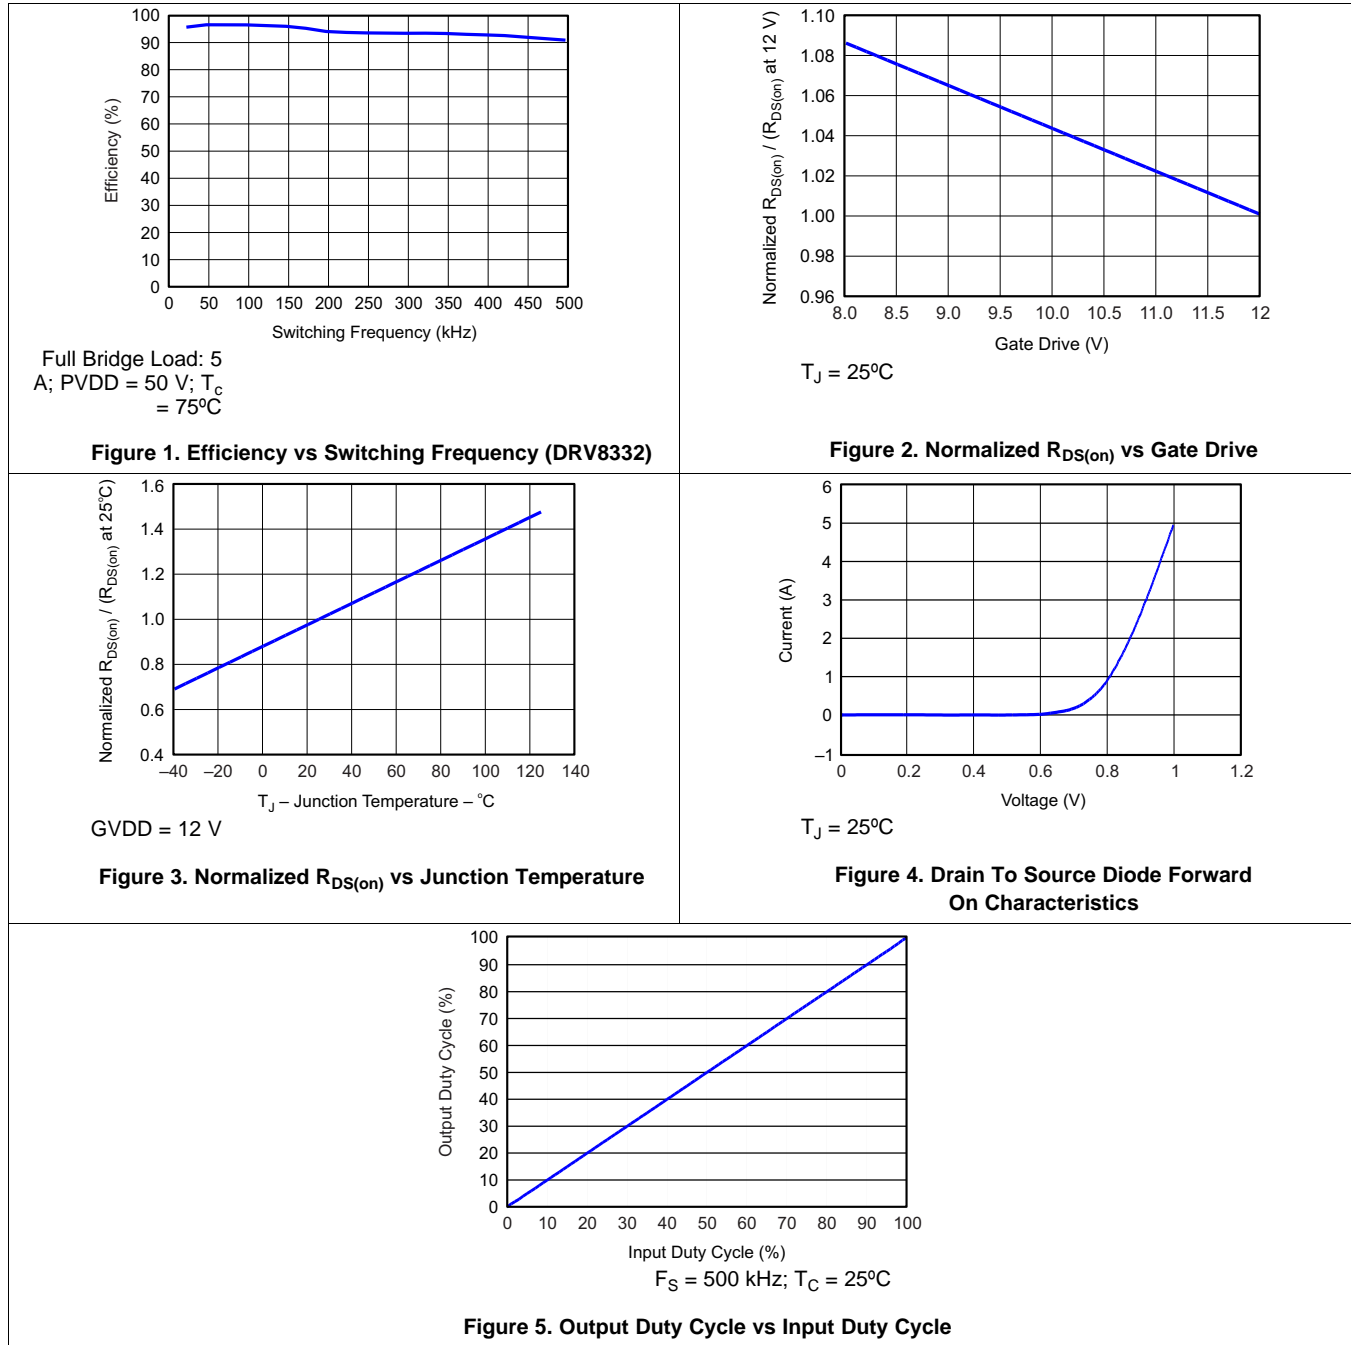 100
90
80
70
60
50
40
30
20
10
0
Efficiency (%)
0 50 100 150 200 250 300 350 400 450 500
Switching Frequency (kHz)
Full Bridge Load: 5
A; PVDD = 50 V; Tc
= 75ºC
Figure 1. Efficiency vs Switching Frequency (DRV8332)
1.10
1.08
1.06
1.04
1.02
1.00
0.98
0.96
Normalized RDS(on) / (RDS(on) at 12 V)
8.0 8.5 9.0 9.5 10.0 10.5 11.0 11.5 12
Gate Drive (V)
TJ = 25ºC
Figure 2. Normalized RDS(on) vs Gate Drive
1.6
1.4
1.2
1.0
0.8
0.6
0.4
Normalized RDS(on) / (RDS(on) at 25°C)
–40 –20 0 20 40 60 80 100 120 140
TJ – Junction Temperature – °C
GVDD = 12 V
Figure 3. Normalized RDS(on) vs Junction Temperature
6
5
4
3
2
1
0
–1
Current (A)
0 0.2 0.4 0.6 0.8 1 1.2
Voltage (V)
TJ = 25ºC
Figure 4. Drain To Source Diode Forward
On Characteristics
100
90
80
70
60
50
40
30
20
10
0
Output Duty Cycle (%)
0 10 20 30 40 50 60 70 80 90 100
Input Duty Cycle (%)
FS = 500 kHz; TC = 25ºC
Figure 5. Output Duty Cycle vs Input Duty Cycle